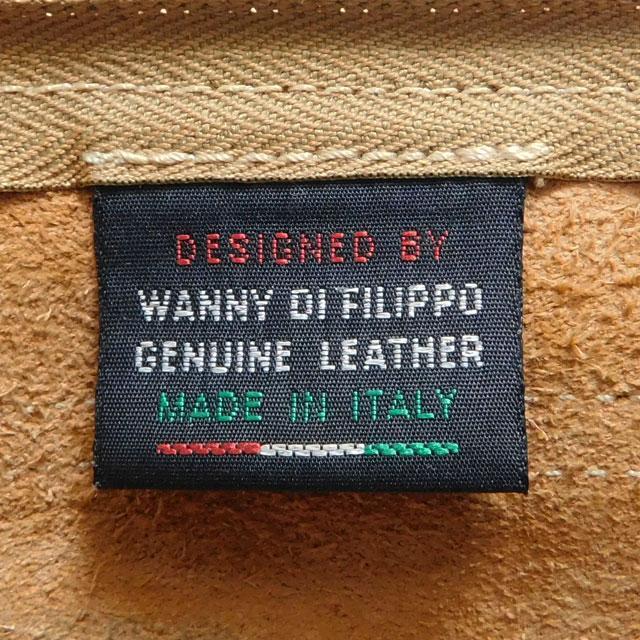 DESIGNED BY
WANNY DI FILIPPO
GENUINE LEATHER
MADE IN ITALY